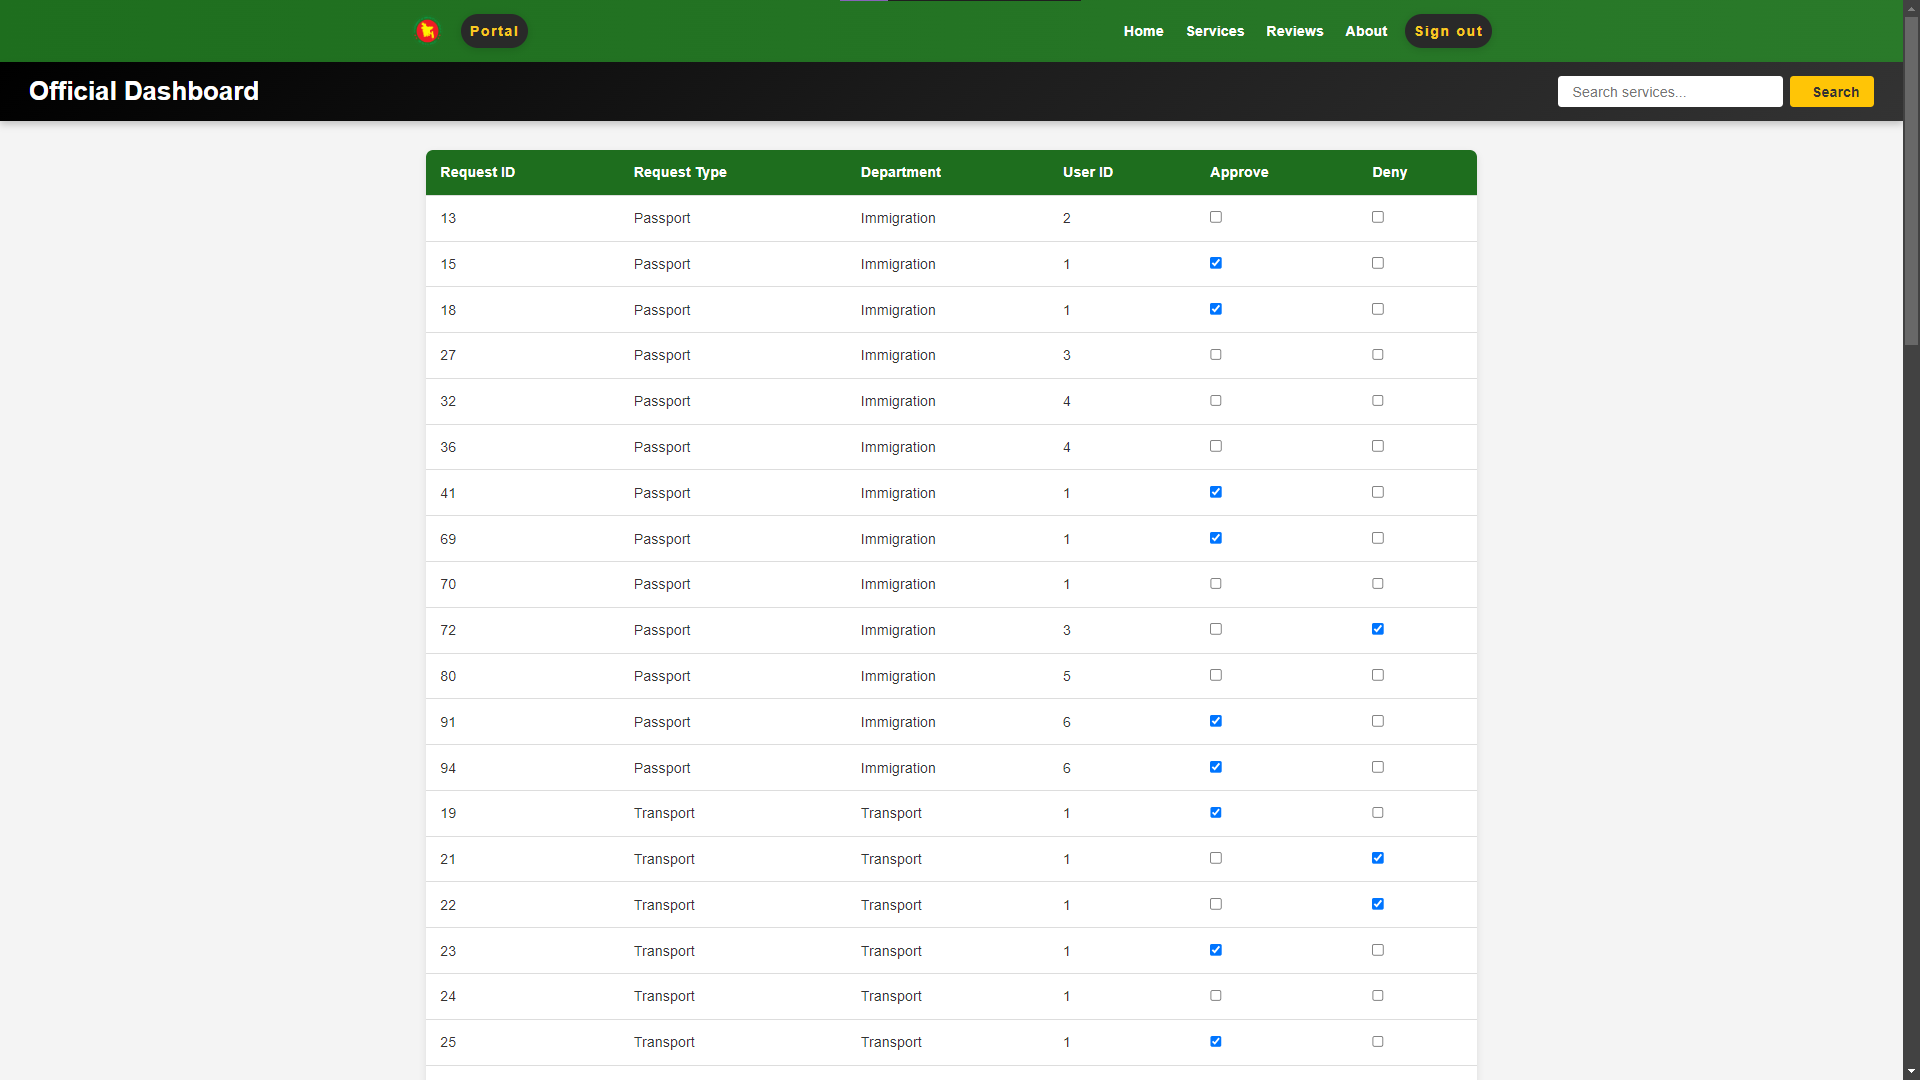 Portal Home Services Reviews About Sign out
Official Dashboard Search services... Search
Request ID Request Type Department User ID Approve Deny
13 Passport Immigration 2
15 Passport Immigration 1
18 Passport Immigration 1
27 Passport Immigration 3
32 Passport Immigration 4
36 Passport Immigration 4
41 Passport Immigration 1
69 Passport Immigration 1
70 Passport Immigration 1
72 Passport Immigration 3
80 Passport Immigration 5
91 Passport Immigration 6
94 Passport Immigration 6
19 Transport Transport 1
21 Transport Transport 1
22 Transport Transport 1
23 Transport Transport 1
24 Transport Transport 1
25 Transport Transport 1